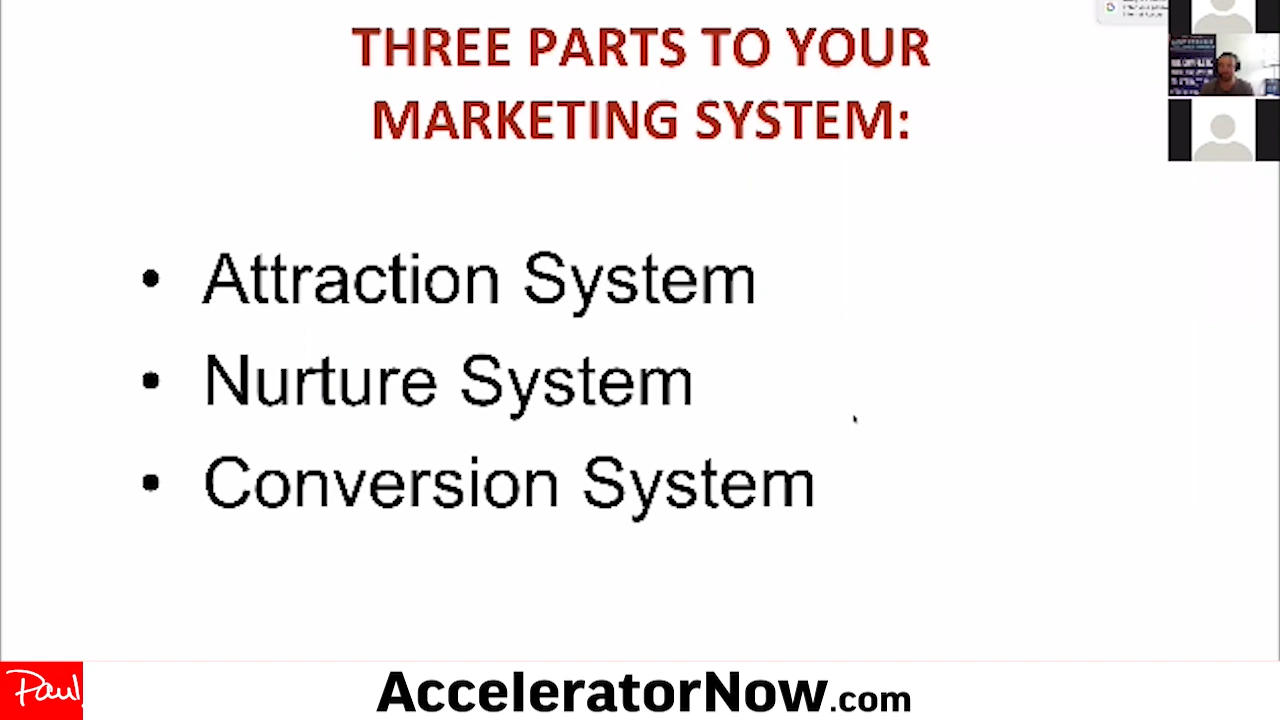 THREE PARTS TO YOUR
MARKETING SYSTEM:
• Attraction System
• Nurture System
• Conversion System
Paul
AcceleratorNow.com